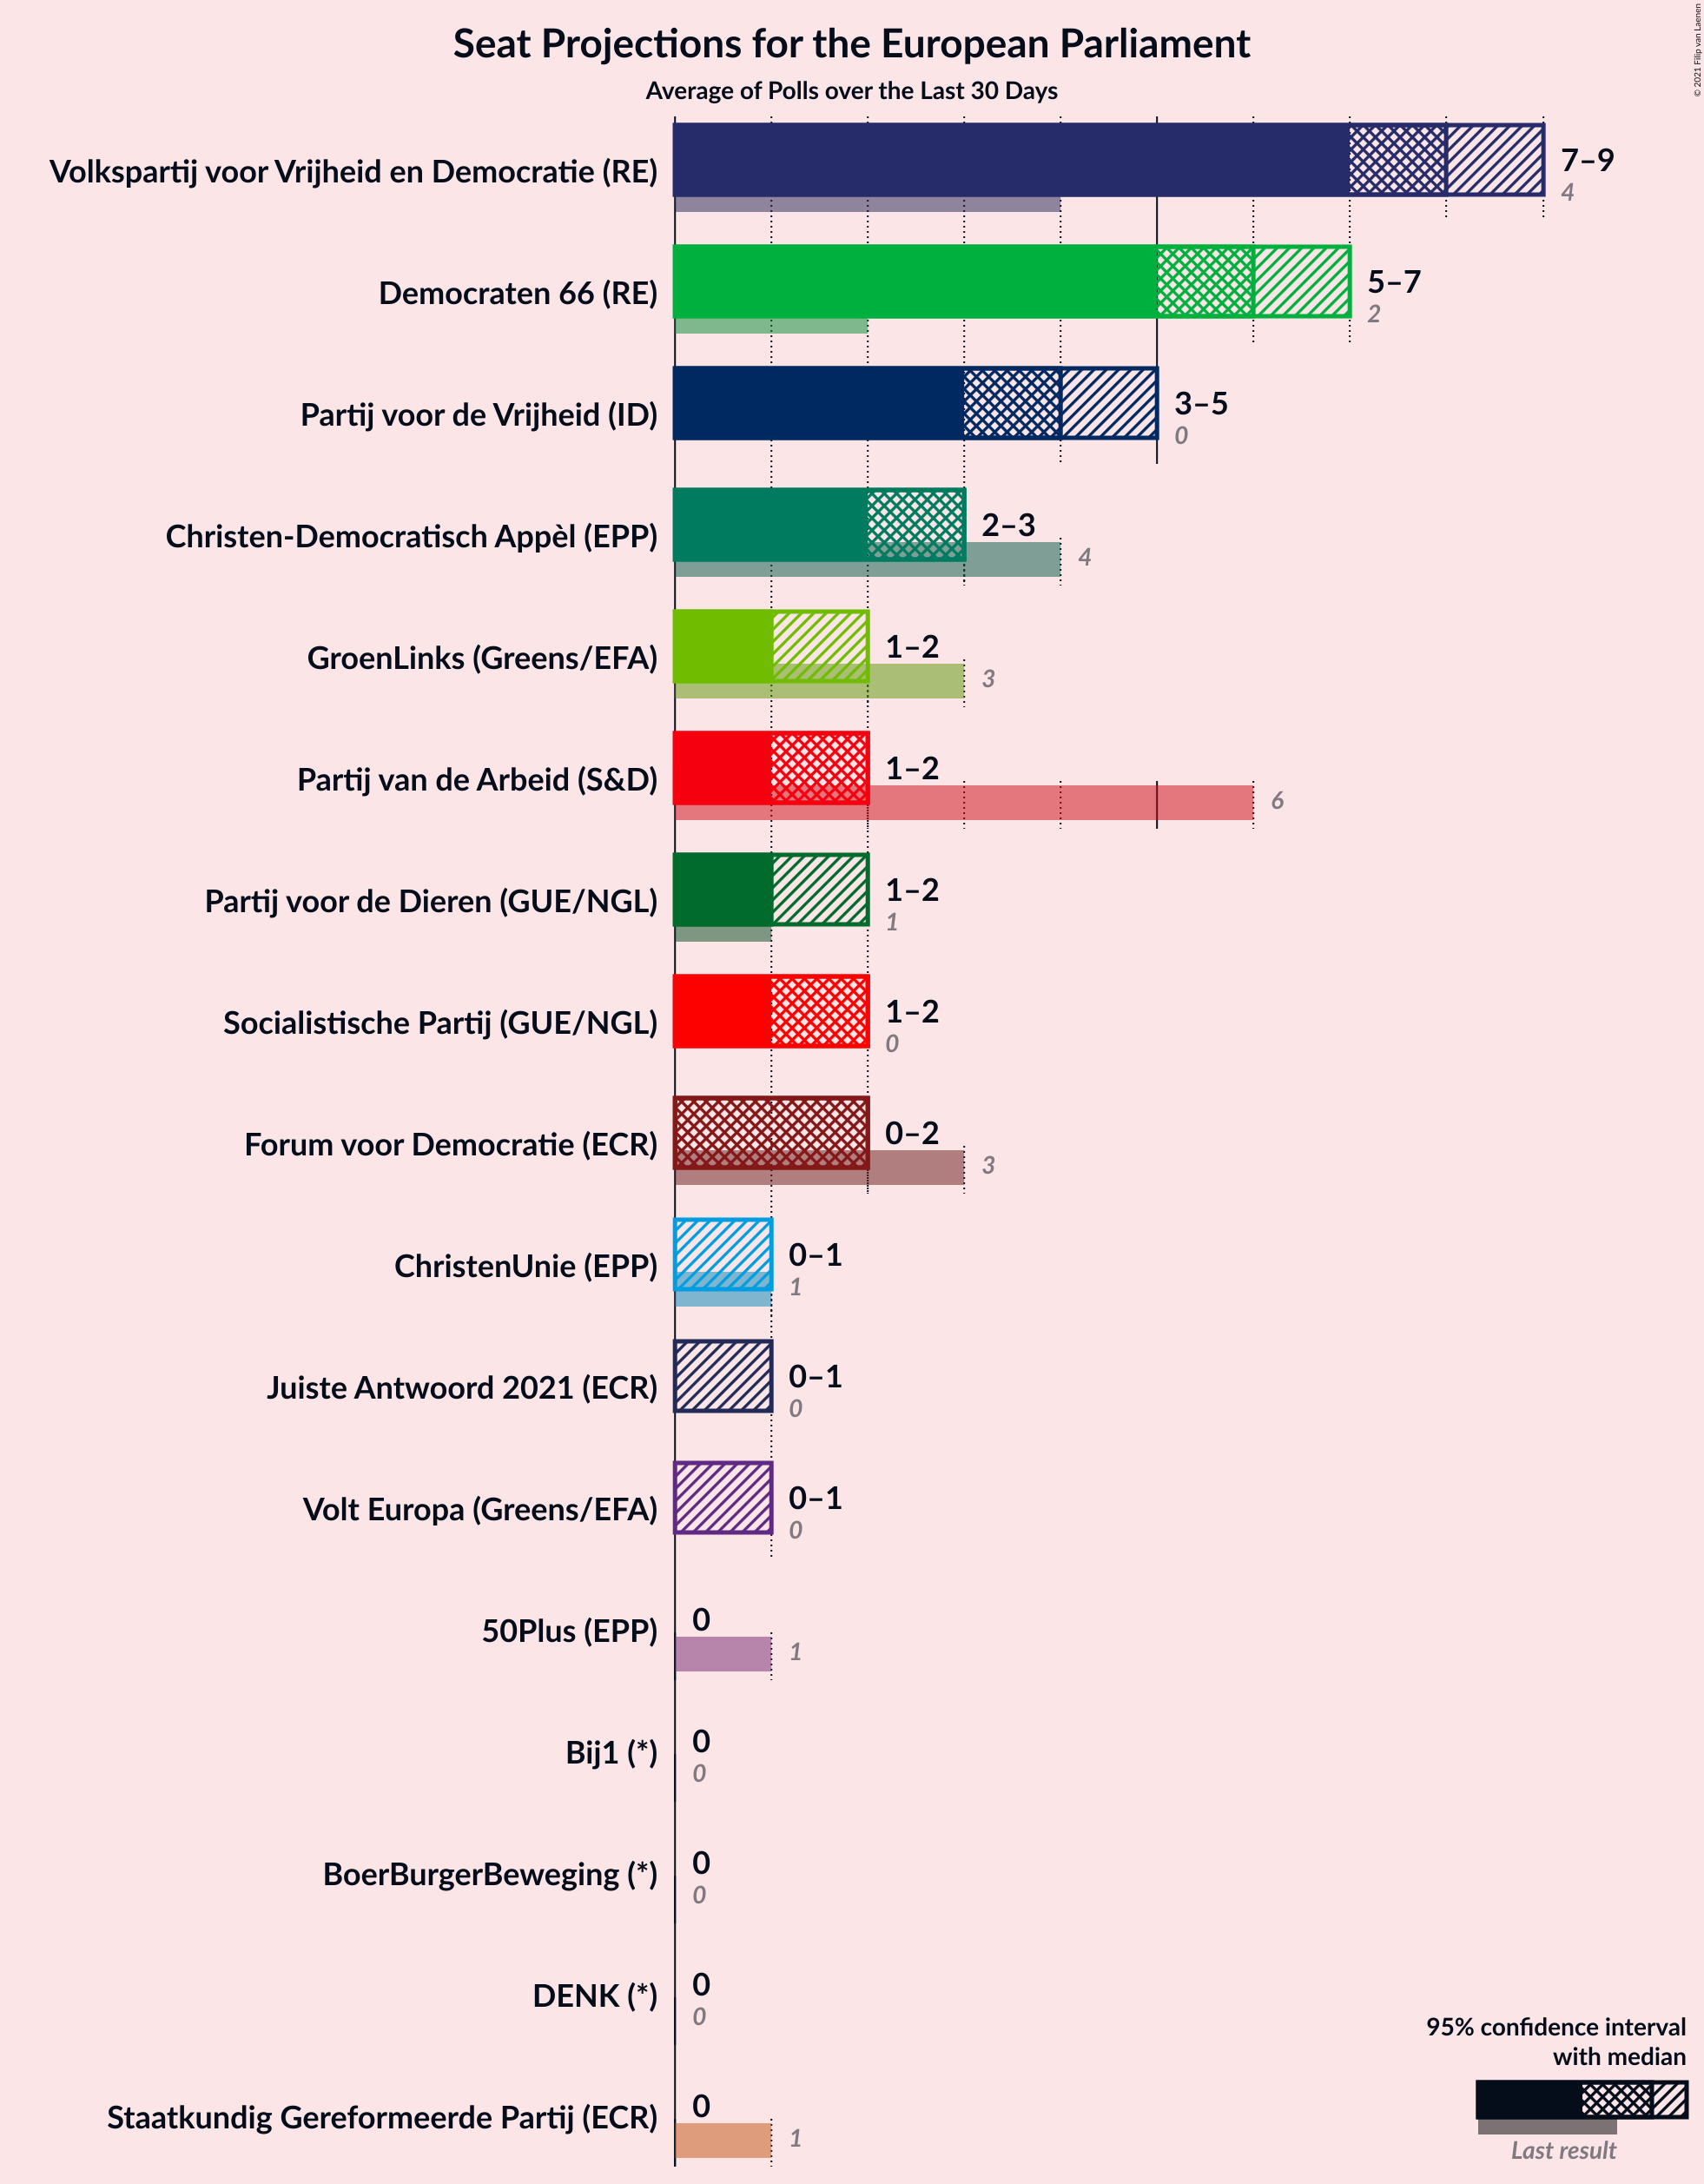 © 2021 Filip van Laenen
Seat Projections for the European Parliament
Average of Polls over the Last 30 Days
Volkspartij voor Vrijheid en Democratie (RE)
7–9
4
Democraten 66 (RE)
5–7
2
Partij voor de Vrijheid (ID)
3–5
0
Christen-Democratisch Appèl (EPP)
2–3
4
GroenLinks (Greens/EFA)
1–2
3
Partij van de Arbeid (S&D)
1–2
6
Partij voor de Dieren (GUE/NGL)
1–2
1
Socialistische Partij (GUE/NGL)
1–2
0
Forum voor Democratie (ECR)
0–2
3
ChristenUnie (EPP)
0–1
1
Juiste Antwoord 2021 (ECR)
0–1
0
Volt Europa (Greens/EFA)
0–1
0
50Plus (EPP)
0
1
Bij1 (*)
0
0
BoerBurgerBeweging (*)
0
0
DENK (*)
0
0
Staatkundig Gereformeerde Partij (ECR)
0
1
95% confidence interval
with median
Last result